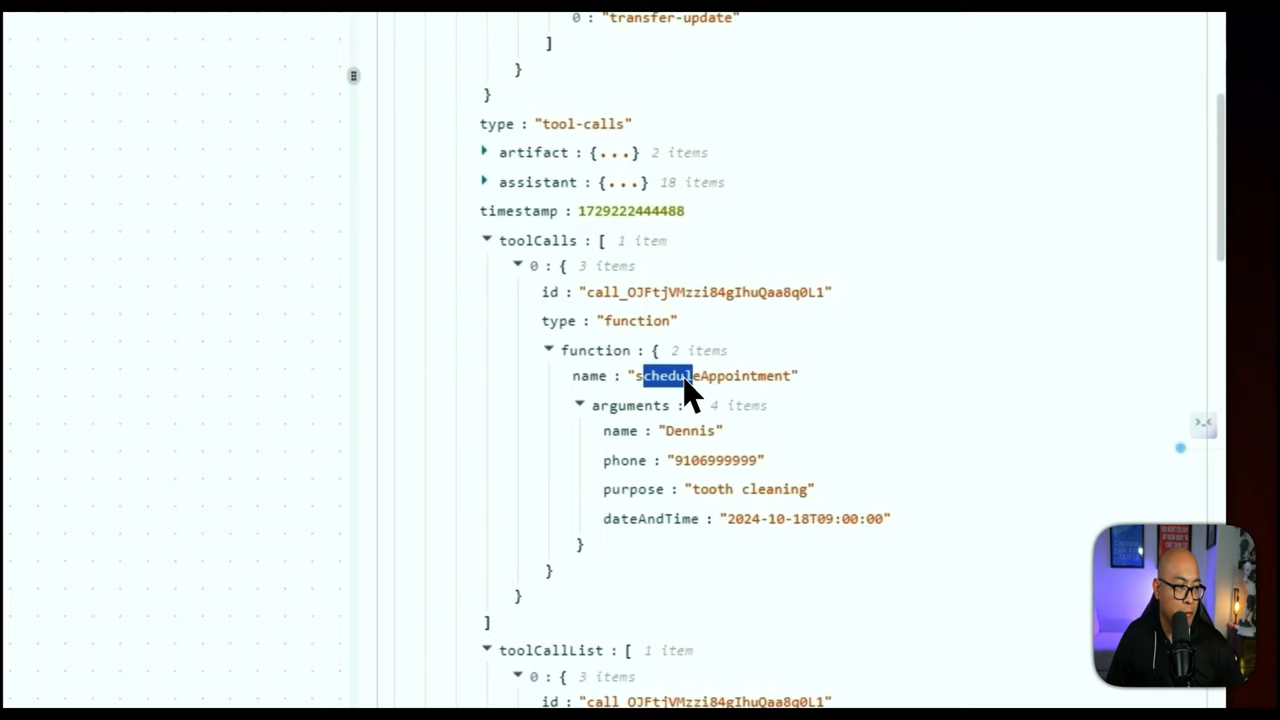 0 : "transfer-update"
]
}
}
type : "tool-calls"
artifact : {...} 2 items
assistant : {...} 18 items
timestamp : 1729222444488
toolCalls : [ 1 item
0 : { 3 items
id : "call_OJFtjVMzzi84gIhuQaa8q0L1"
type : "function"
function : { 2 items
name : "scheduleAppointment"
arguments : 4 items
name : "Dennis"
phone : "9106999999"
purpose : "tooth cleaning"
dateAndTime : "2024-10-18T09:00:00"
}
}
}
]
toolCallList : [ 1 item
0 : { 3 items
id : "call_OJFtjVMzzi84gIhuQaa8q0L1"